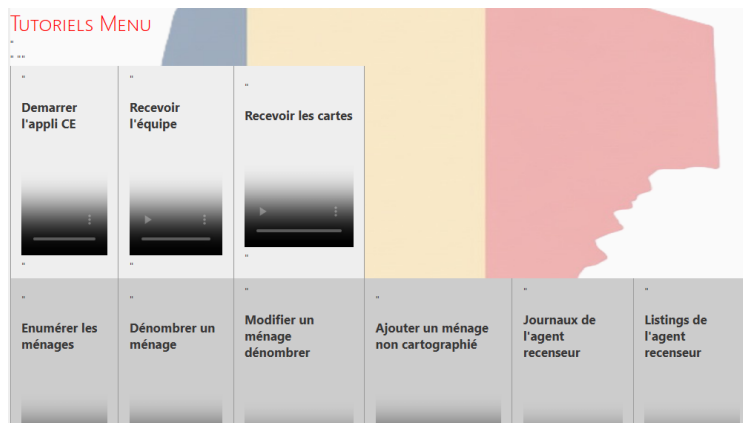 Tutoriels Menu
"
" ""
"
Demarrer
l'appli CE
"
"
Recevoir
l'équipe
"
"
Recevoir les cartes
"
"
Enumérer les
ménages
"
Dénombrer un
ménage
"
Modifier un
ménage
dénombrer
"
Ajouter un ménage
non cartographié
"
Journaux de
l'agent
recenseur
"
Listings de
l'agent
recenseur